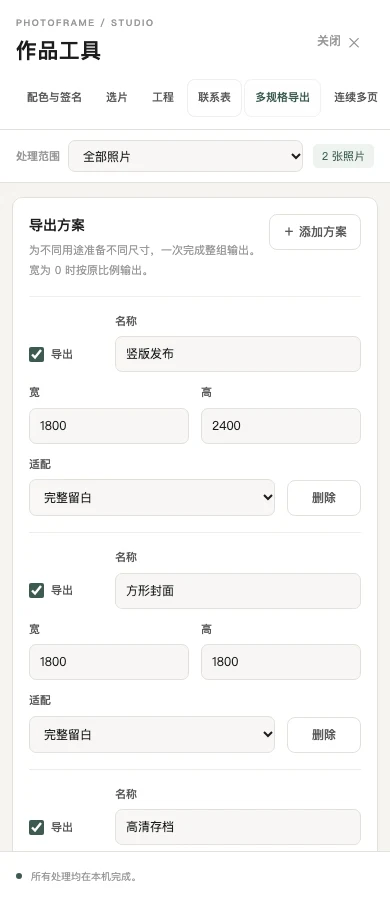 PHOTOFRAME / STUDIO
作品工具
关闭 ×
配色与签名 选片 工程 联系表 多规格导出 连续多页
处理范围 全部照片 2 张照片
导出方案
+ 添加方案
为不同用途准备不同尺寸，一次完成整组输出。
宽为 0 时按原比例输出。
名称
导出 竖版发布
宽 高
1800 2400
适配
完整留白 删除
名称
导出 方形封面
宽 高
1800 1800
适配
完整留白 删除
名称
导出 高清存档
所有处理均在本机完成。